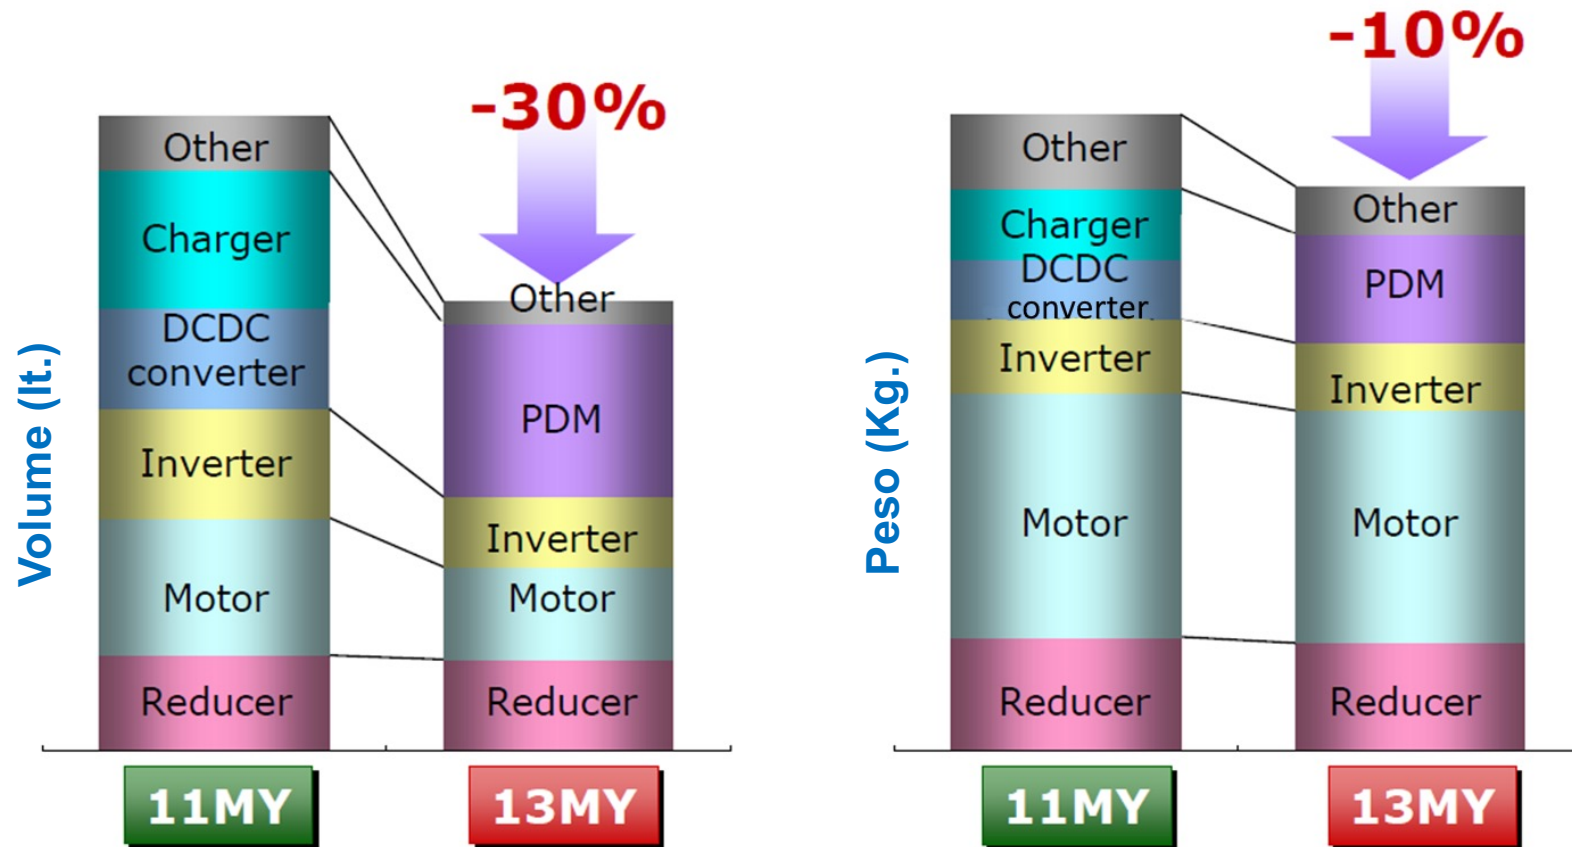 Volume (lt.)
-30%
Other
Charger
DCDC
converter
Inverter
Motor
Reducer
11MY
Other
PDM
Inverter
Motor
Reducer
13MY
Peso (Kg.)
-10%
Other
Charger
DCDC
converter
Inverter
Motor
Reducer
11MY
Other
PDM
Inverter
Motor
Reducer
13MY